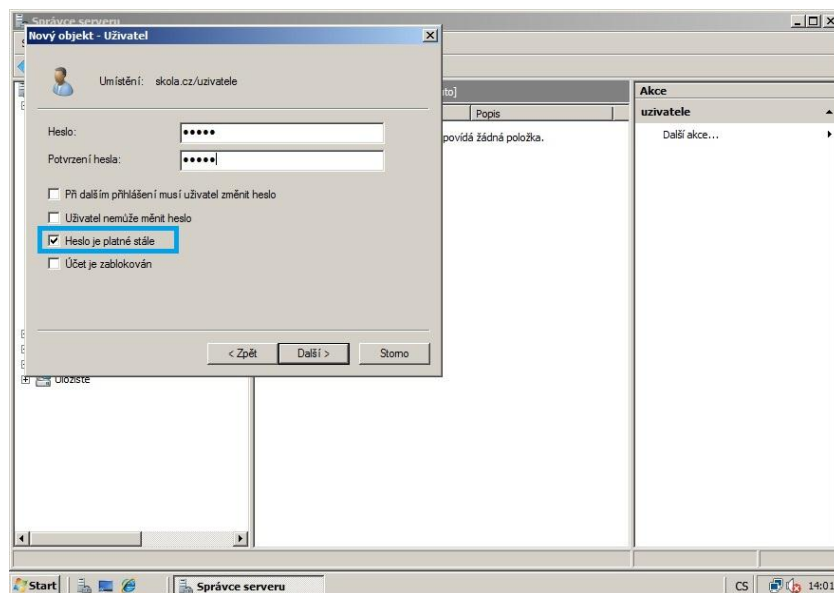 Správce serveru
Nový objekt - Uživatel
Umístění: skola.cz/uzivatele
Heslo:
Potvrzení hesla:
Při dalším přihlášení musí uživatel změnit heslo
Uživatel nemůže měnit heslo
Heslo je platné stále
Účet je zablokován
< Zpět
Další >
Storno
Popis
povídá žádná položka.
Akce
uzivatele
Další akce...
Úložiště
Start
Správce serveru
CS
14:01